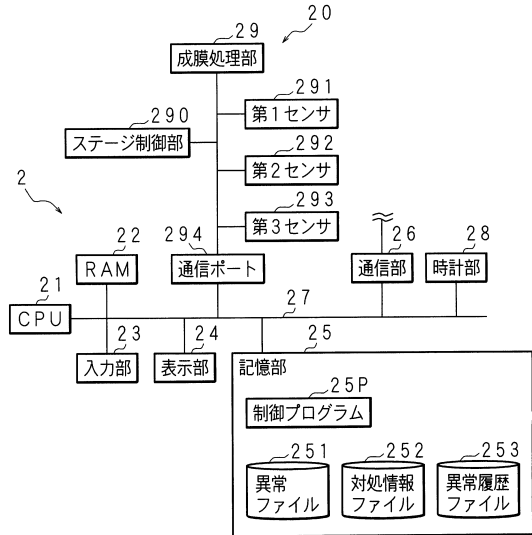 20
29
成膜処理部
291
第1センサ
290
ステージ制御部
292
第2センサ
2
293
第3センサ
22
RAM
294
通信ポート
26
通信部
28
時計部
21
CPU
27
23
入力部
24
表示部
25
記憶部
25P
制御プログラム
251
異常
ファイル
252
対処情報
ファイル
253
異常履歴
ファイル